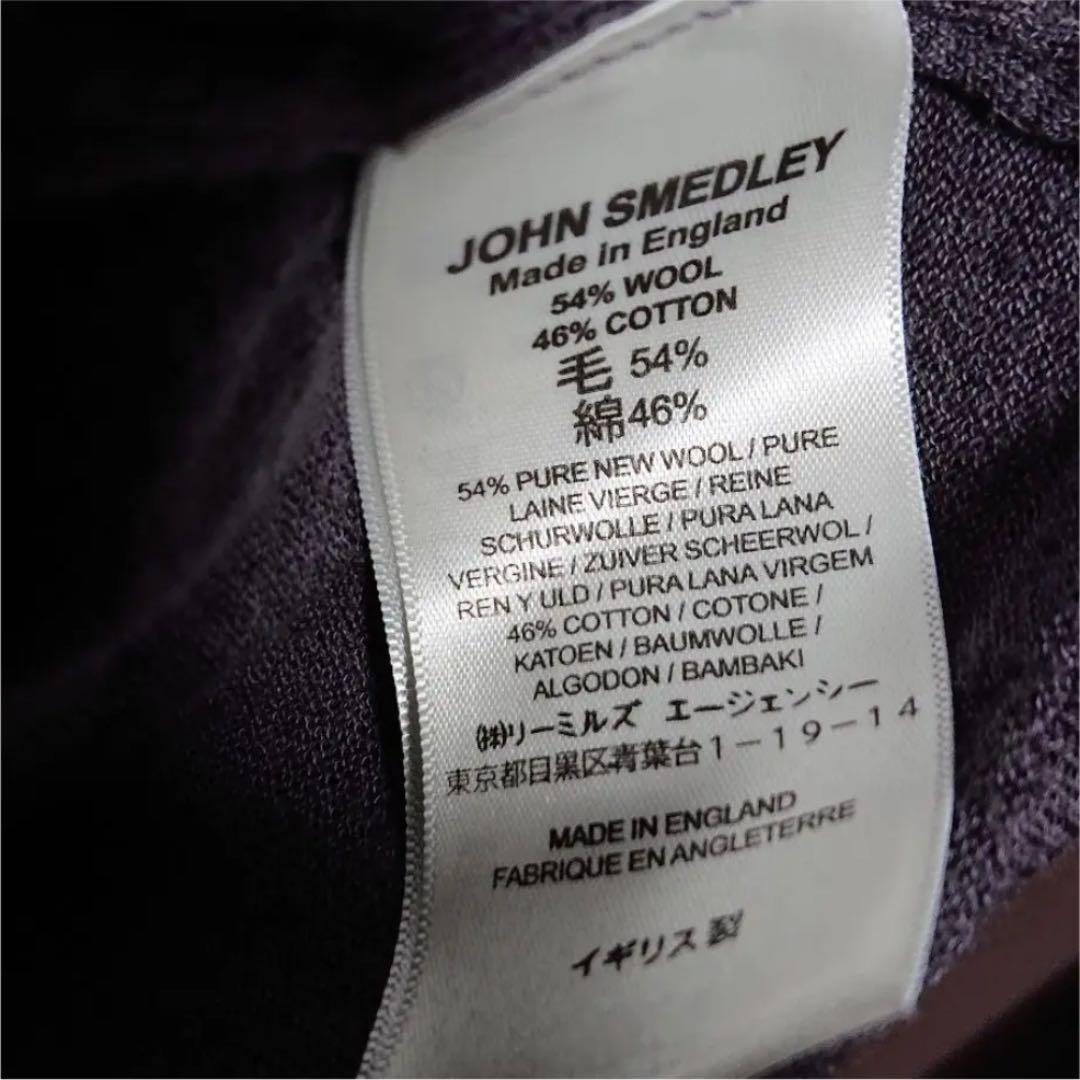 JOHN SMEDLEY
Made in England
54% WOOL
46% COTTON
毛 54%
綿46%
54% PURE NEW WOOL / PURE
LAINE VIERGE / REINE
SCHURWOLLE / PURA LANA
VERGINE / ZUIVER SCHEERWOL /
REN Y ULD / PURA LANA VIRGEM
46% COTTON / COTONE /
KATOEN / BAUMWOLLE /
ALGODON / BAMBAKI
㈱リーミルズ エージェンシー
東京都目黒区青葉台1-19-14
MADE IN ENGLAND
FABRIQUE EN ANGLETERRE
イギリス製